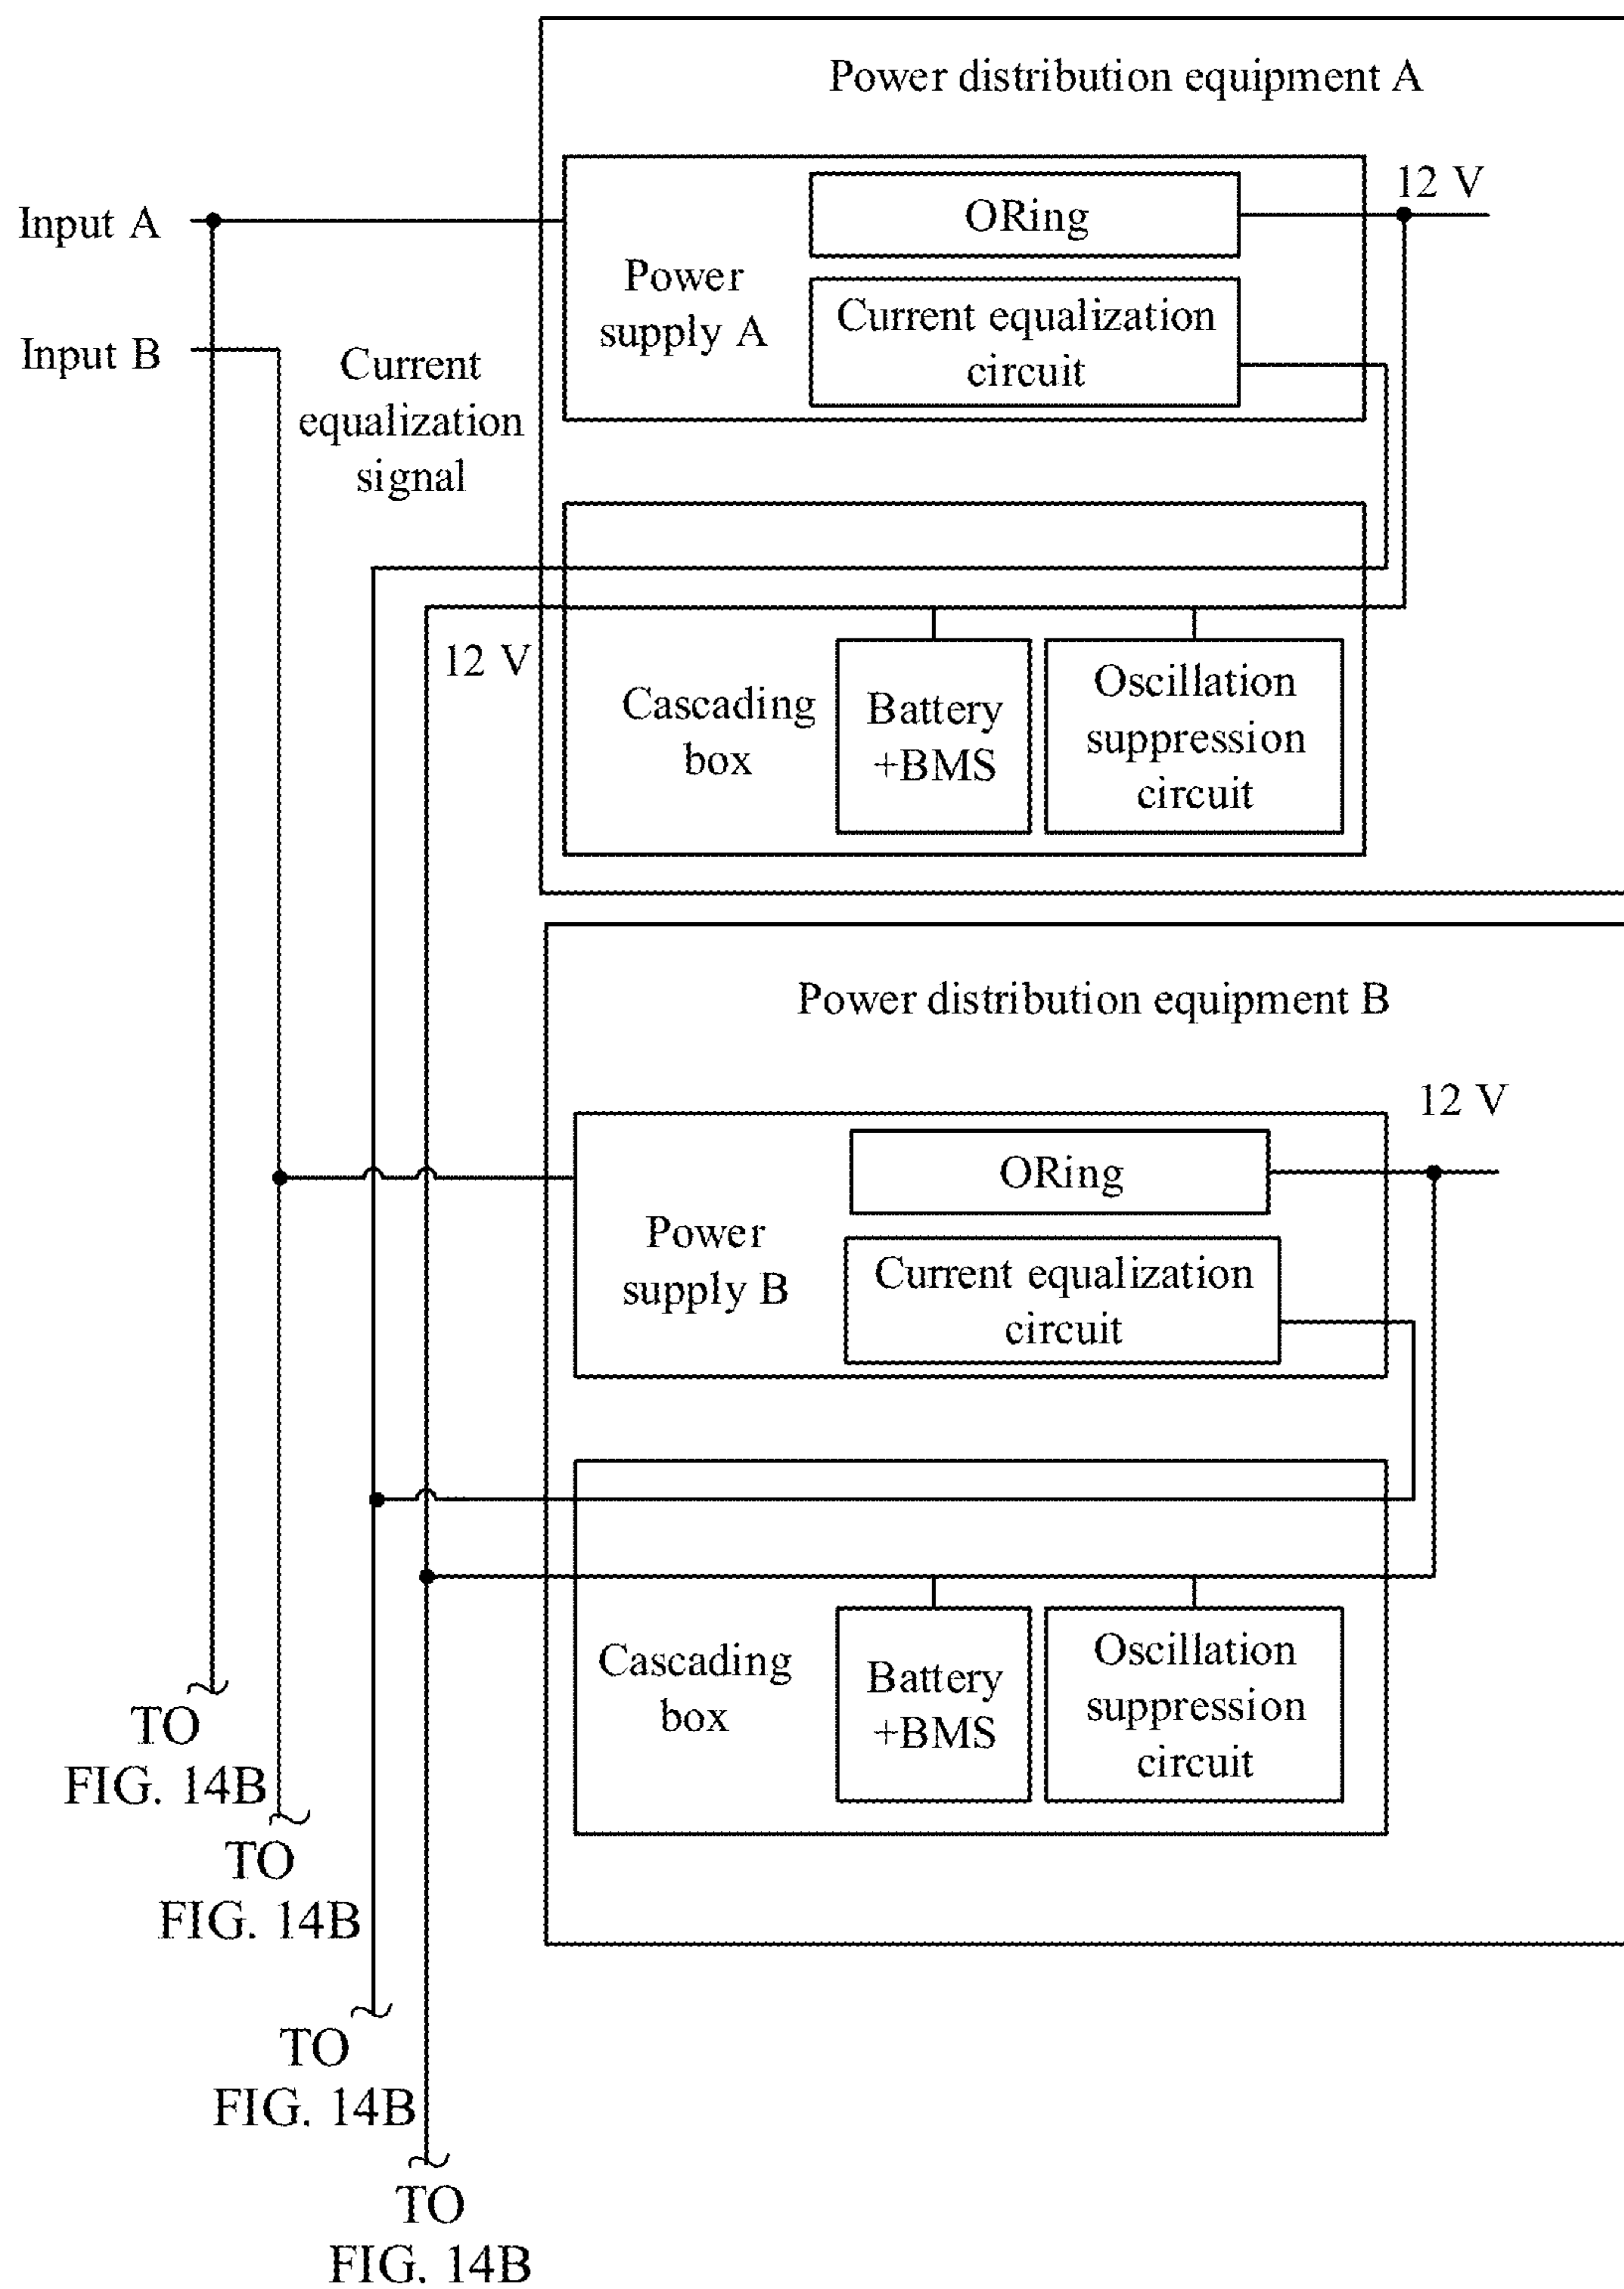 Power distribution equipment A
12 V
ORing
Input A
Power
supply A
Current equalization
circuit
Input B
Current
equalization
signal
12 V
Cascading
box
Battery
+BMS
Oscillation
suppression
circuit
Power distribution equipment B
12 V
ORing
Power
supply B
Current equalization
circuit
Cascading
box
Battery
+BMS
Oscillation
suppression
circuit
TO
FIG. 14B
TO
FIG. 14B
TO
FIG. 14B
TO
FIG. 14B